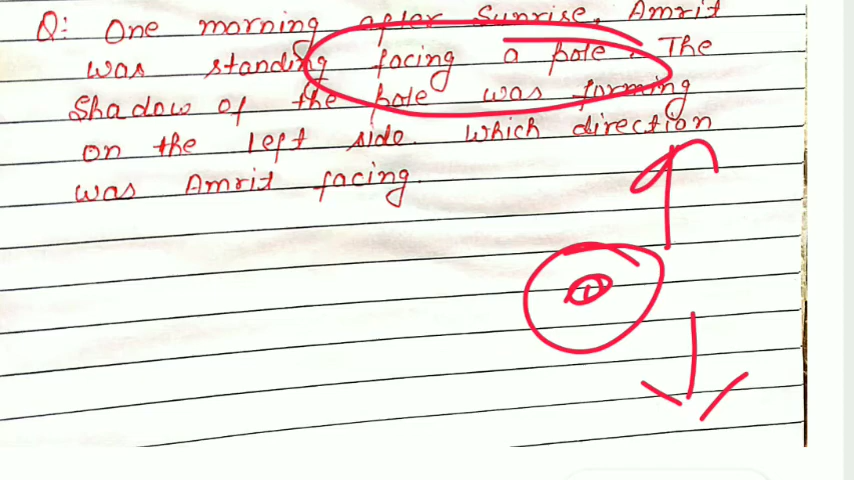 Q: One morning after Sunrise, Amrit
was standing facing a pole. The
Shadow of the pole was forming
on the left side. Which direction
was Amrit facing.